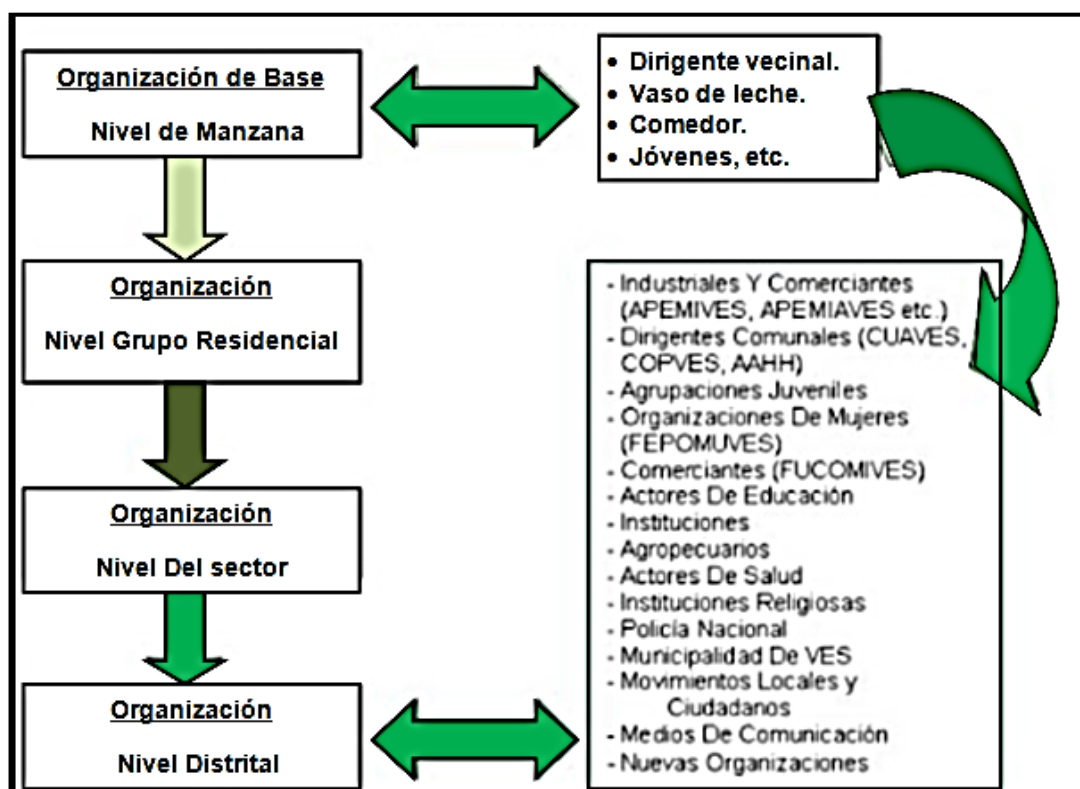 Organización de Base
Nivel de Manzana
• Dirigente vecinal.
• Vaso de leche.
• Comedor.
• Jóvenes, etc.
Organización
Nivel Grupo Residencial
Organización
Nivel Del sector
Organización
Nivel Distrital
- Industriales Y Comerciantes
(APEMIVES, APEMIAVES etc.)
- Dirigentes Comunales (CUAVES,
COPVES, AAHH)
- Agrupaciones Juveniles
- Organizaciones De Mujeres
(FEPOMUVES)
- Comerciantes (FUCOMIVES)
- Actores De Educación
- Instituciones
- Agropecuarios
- Actores De Salud
- Instituciones Religiosas
- Policía Nacional
- Municipalidad De VES
- Movimientos Locales y
Ciudadanos
- Medios De Comunicación
- Nuevas Organizaciones